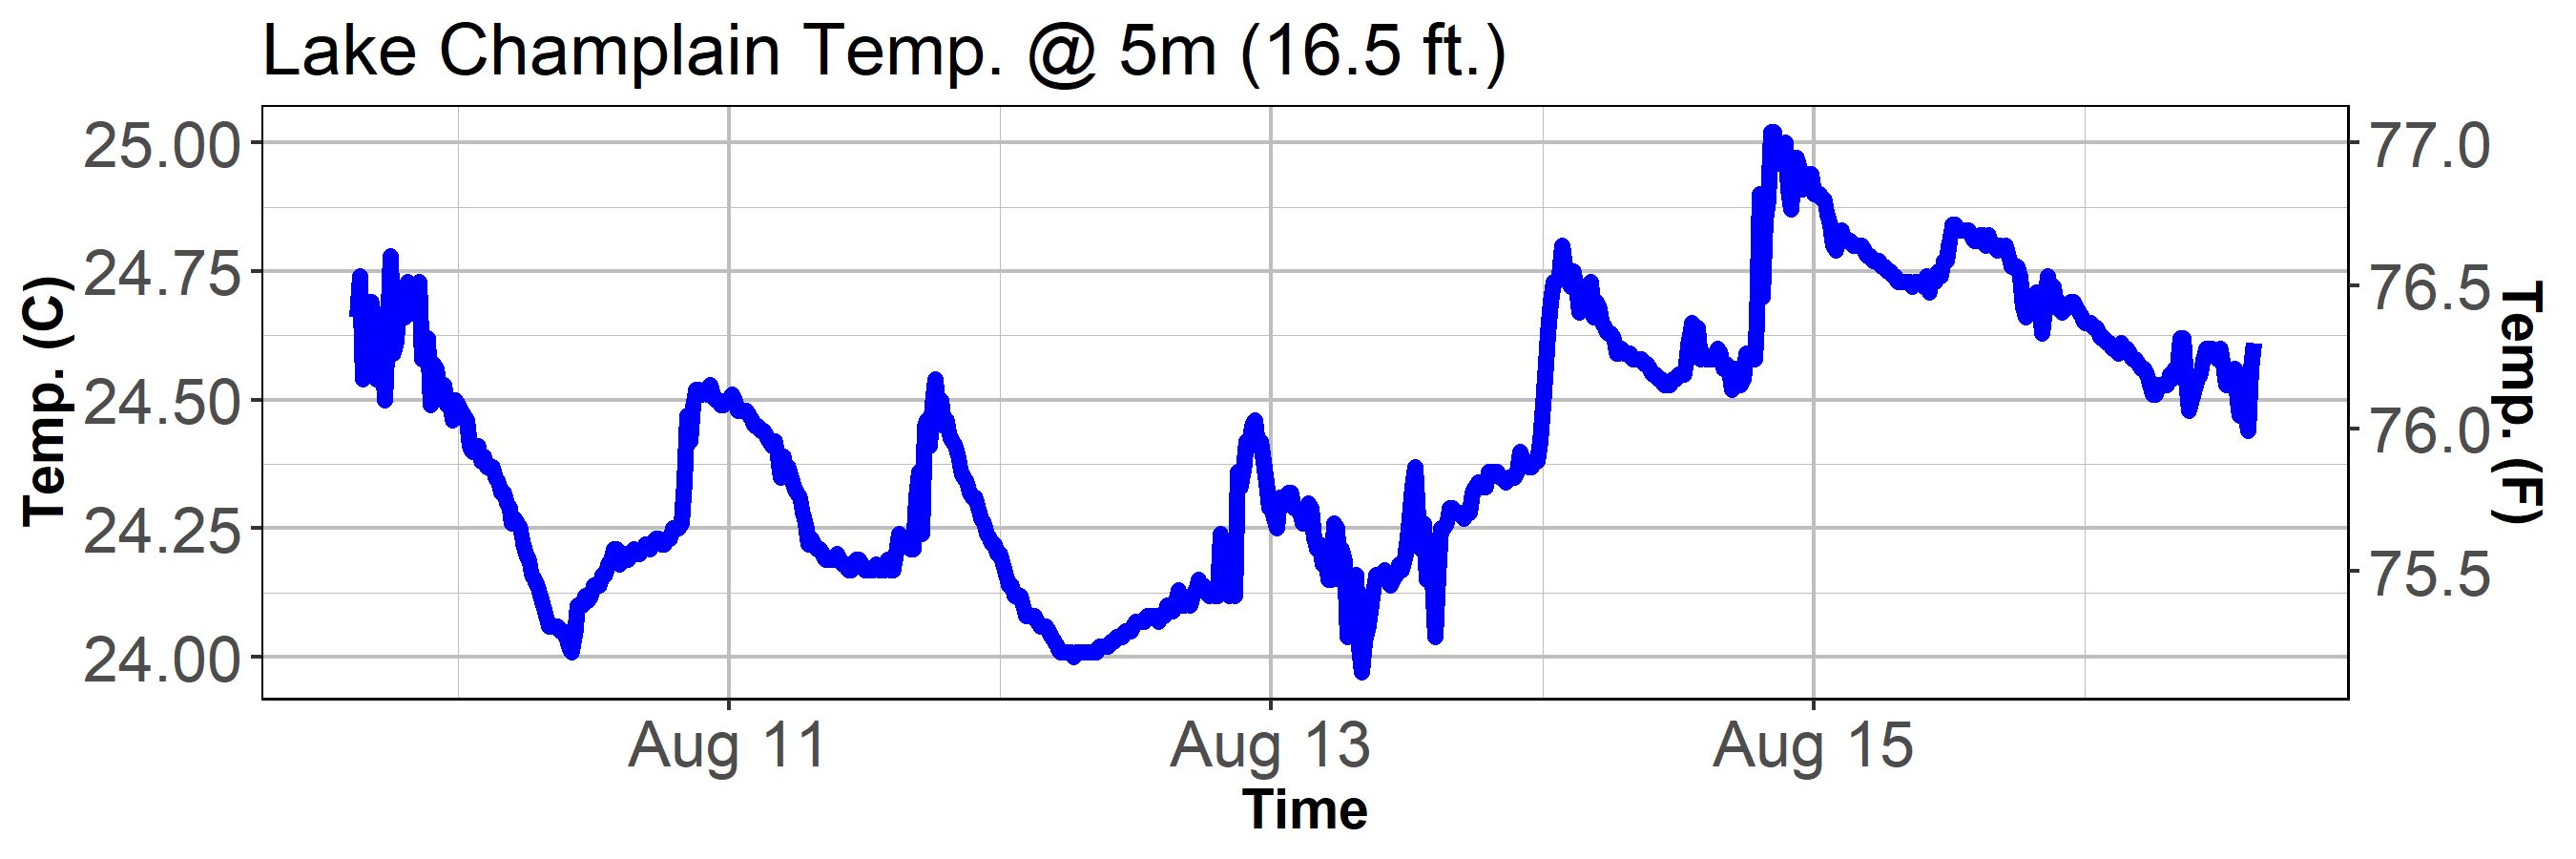 Lake Champlain Temp. @ 5m (16.5 ft.)
Temp. (C)
25.00
24.75
24.50
24.25
24.00
77.0
76.5
76.0
75.5
Temp. (F)
Aug 11 Aug 13 Aug 15
Time